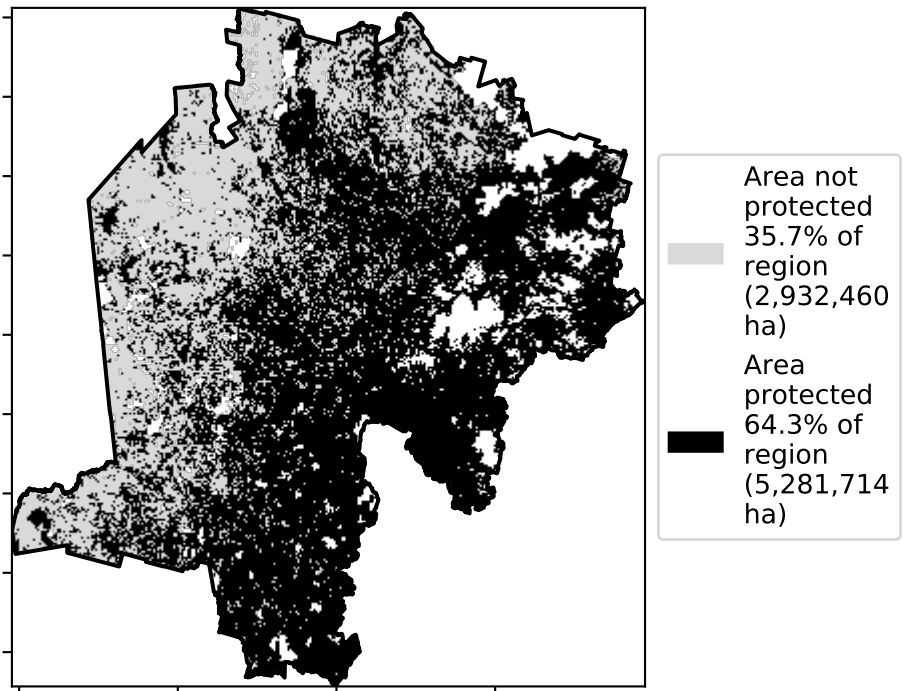 Area not
protected
35.7% of
region
(2,932,460
ha)
Area
protected
64.3% of
region
(5,281,714
ha)